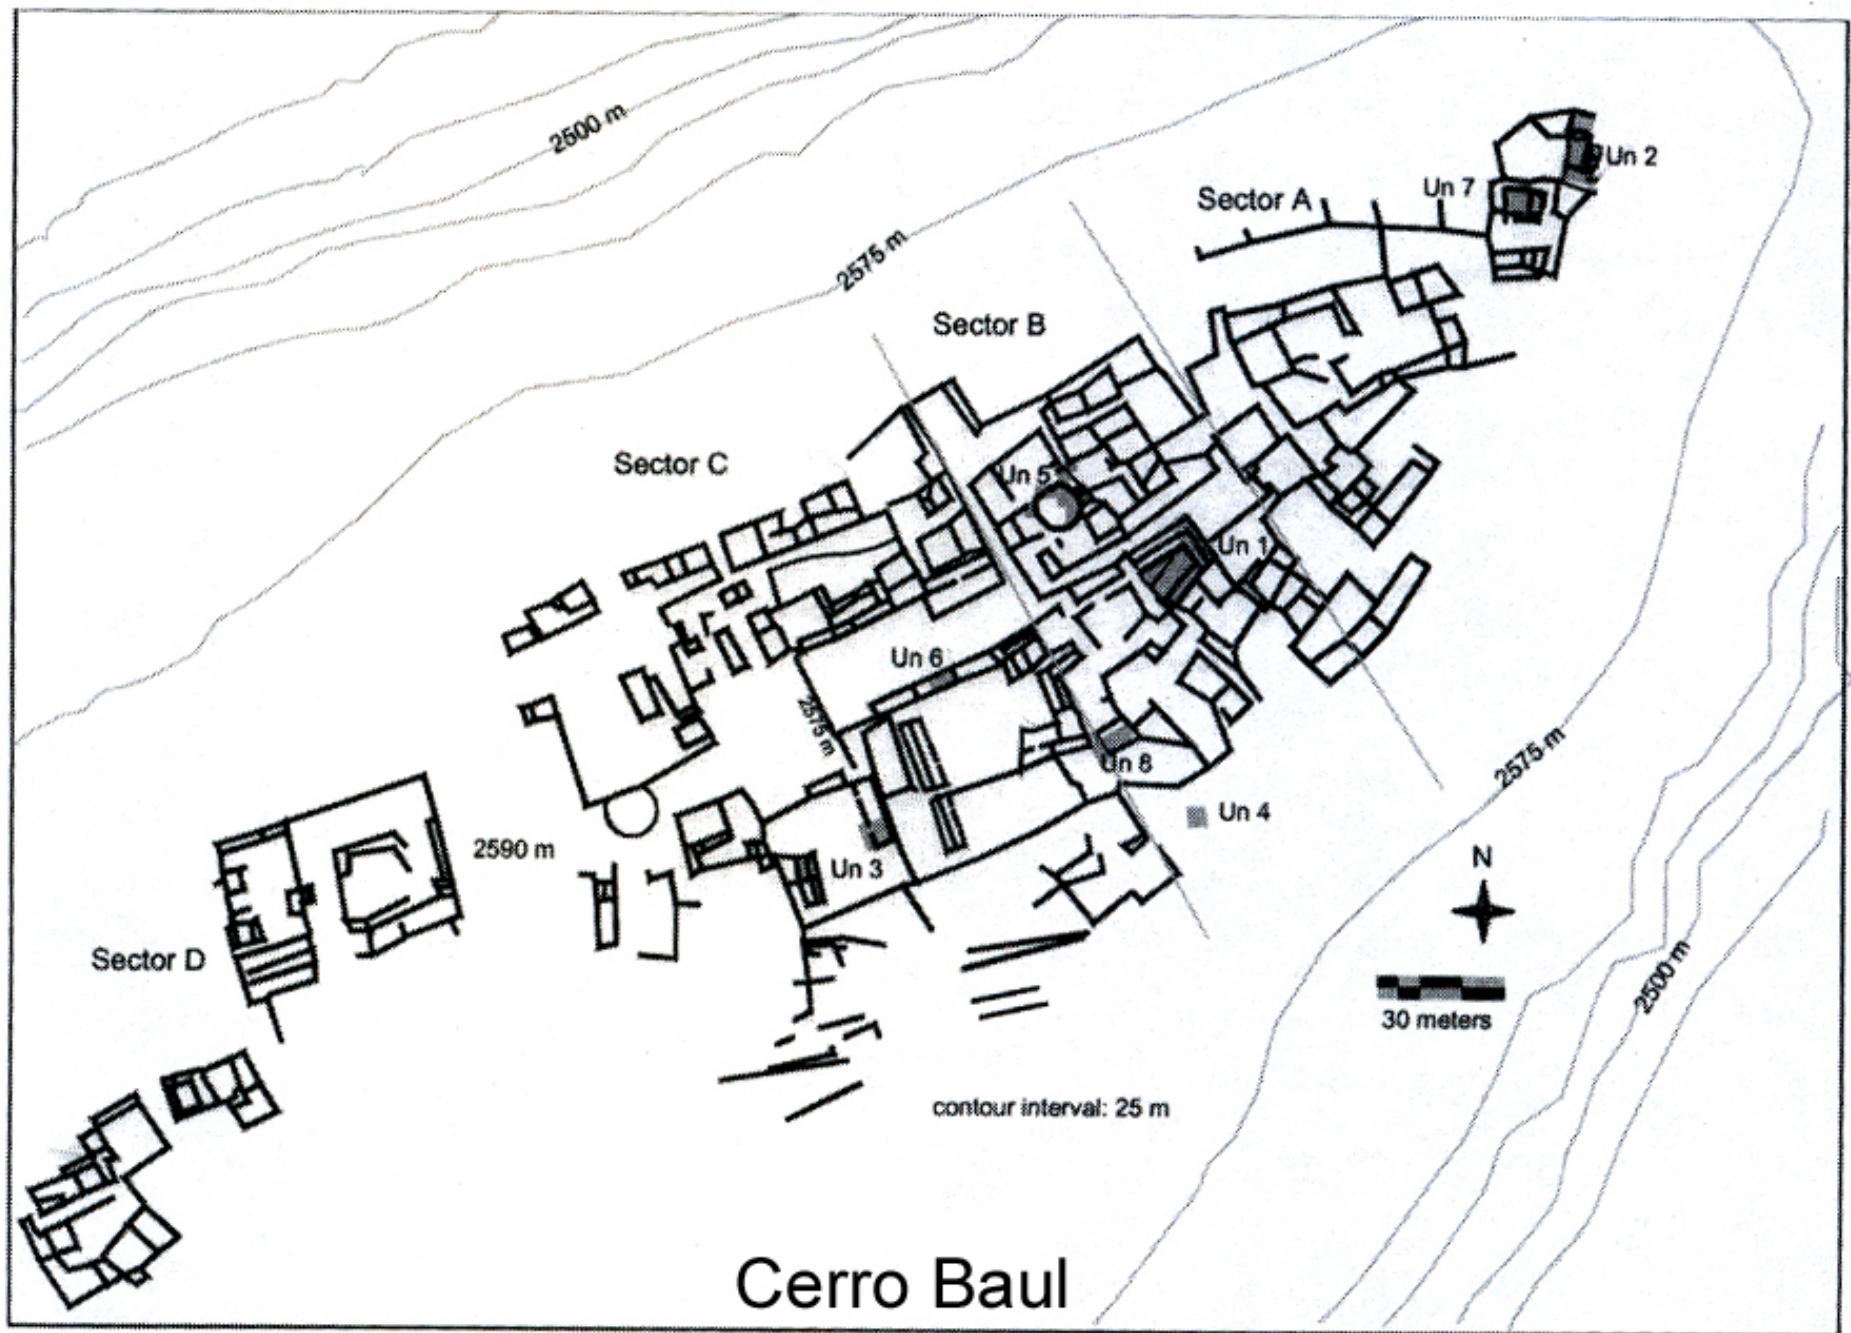 2500 m
Un 2
Un 7
Sector A
2575 m
Sector B
Sector C
Un 5
Un 1
Un 6
2575 m
2575 m
Un 8
Un 4
2590 m
Un 3
N
Sector D
2500 m
30 meters
contour interval: 25 m
Cerro Baul